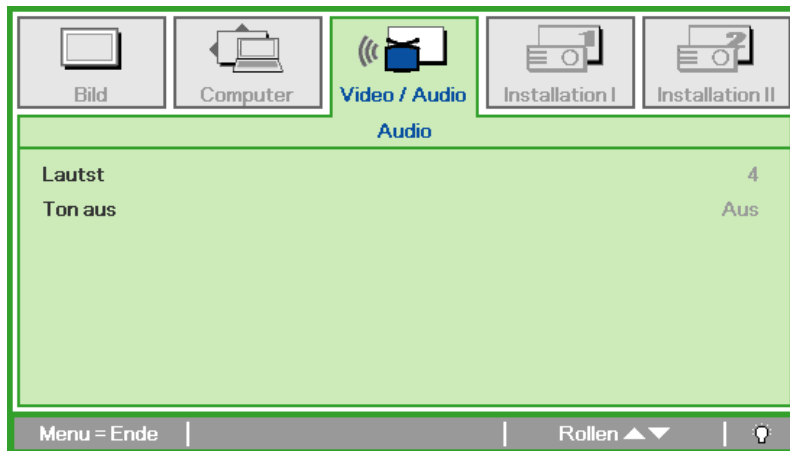 Bild
Computer
Video / Audio
Installation I
Installation II
Audio
Lautst 4
Ton aus Aus
Menu = Ende Rollen ▲▼